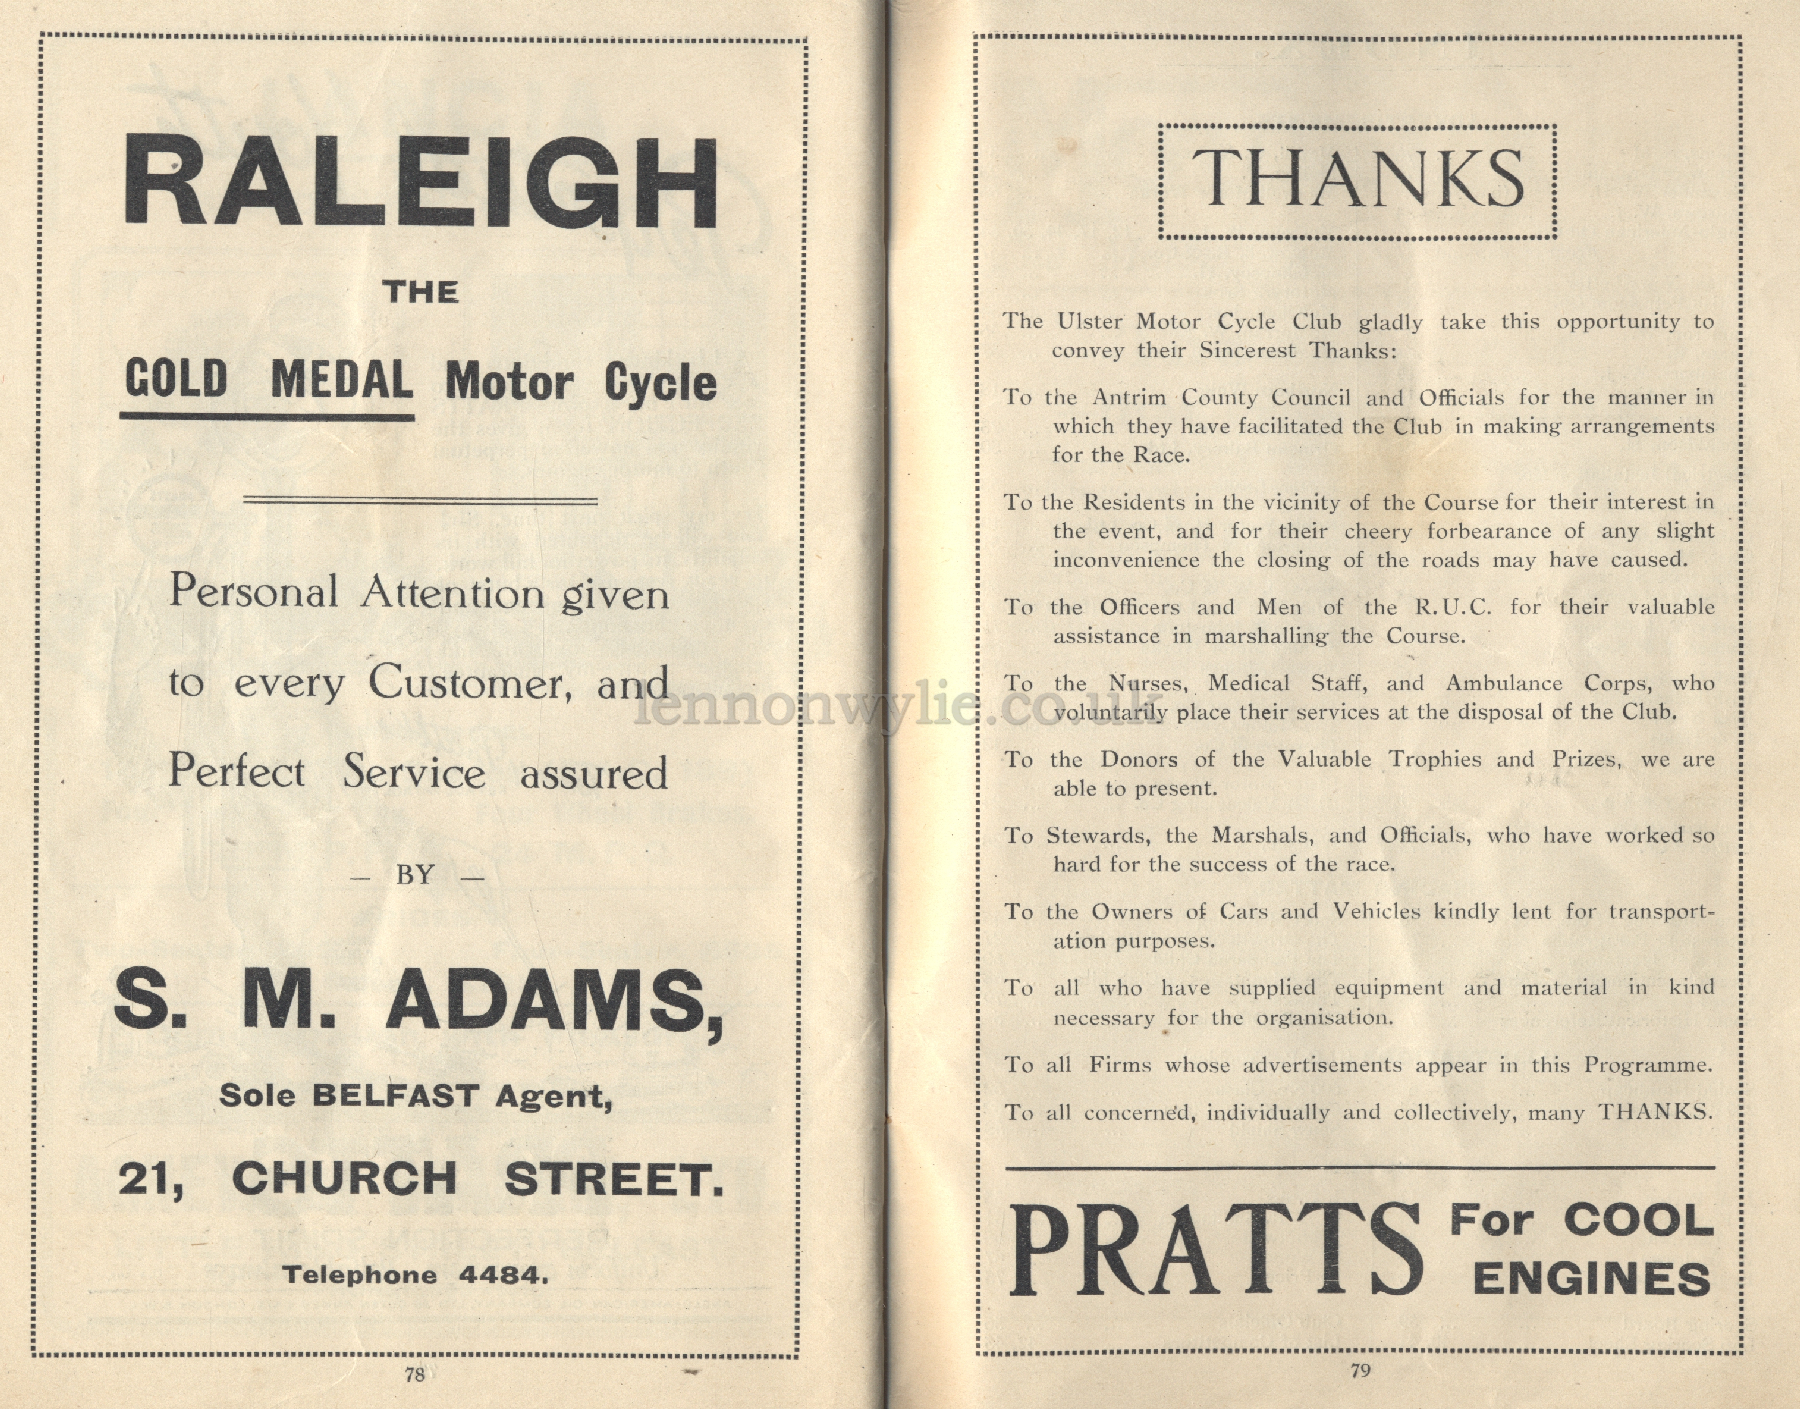 RALEIGH
THE
GOLD MEDAL Motor Cycle
Personal Attention given
to every Customer, and
Perfect Service assured
— BY —
S. M. ADAMS,
Sole BELFAST Agent,
21, CHURCH STREET.
Telephone 4484.
78
THANKS
The Ulster Motor Cycle Club gladly take this opportunity to
convey their Sincerest Thanks:
To the Antrim County Council and Officials for the manner in
which they have facilitated the Club in making arrangements
for the Race.
To the Residents in the vicinity of the Course for their interest in
the event, and for their cheery forbearance of any slight
inconvenience the closing of the roads may have caused.
To the Officers and Men of the R.U.C. for their valuable
assistance in marshalling the Course.
To the Nurses, Medical Staff, and Ambulance Corps, who
voluntarily place their services at the disposal of the Club.
To the Donors of the Valuable Trophies and Prizes, we are
able to present.
To Stewards, the Marshals, and Officials, who have worked so
hard for the success of the race.
To the Owners of Cars and Vehicles kindly lent for transport-
ation purposes.
To all who have supplied equipment and material in kind
necessary for the organisation.
To all Firms whose advertisements appear in this Programme.
To all concerned, individually and collectively, many THANKS.
PRATTS For COOL
ENGINES
79
lennonwylie.co.uk